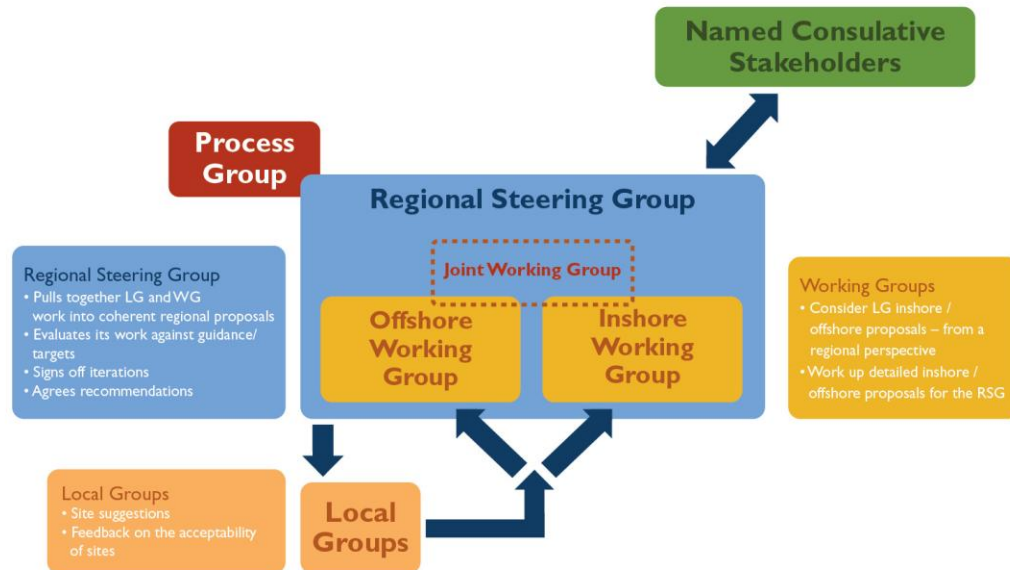 Named Consulative
Stakeholders
Process
Group
Regional Steering Group
Joint Working Group
Offshore
Working
Group
Inshore
Working
Group
Regional Steering Group
• Pulls together LG and WG
work into coherent regional proposals
• Evaluates its work against guidance/
targets
• Signs off iterations
• Agrees recommendations
Working Groups
• Consider LG inshore /
offshore proposals – from a
regional perspective
• Work up detailed inshore /
offshore proposals for the RSG
Local Groups
• Site suggestions
• Feedback on the acceptability
of sites
Local
Groups